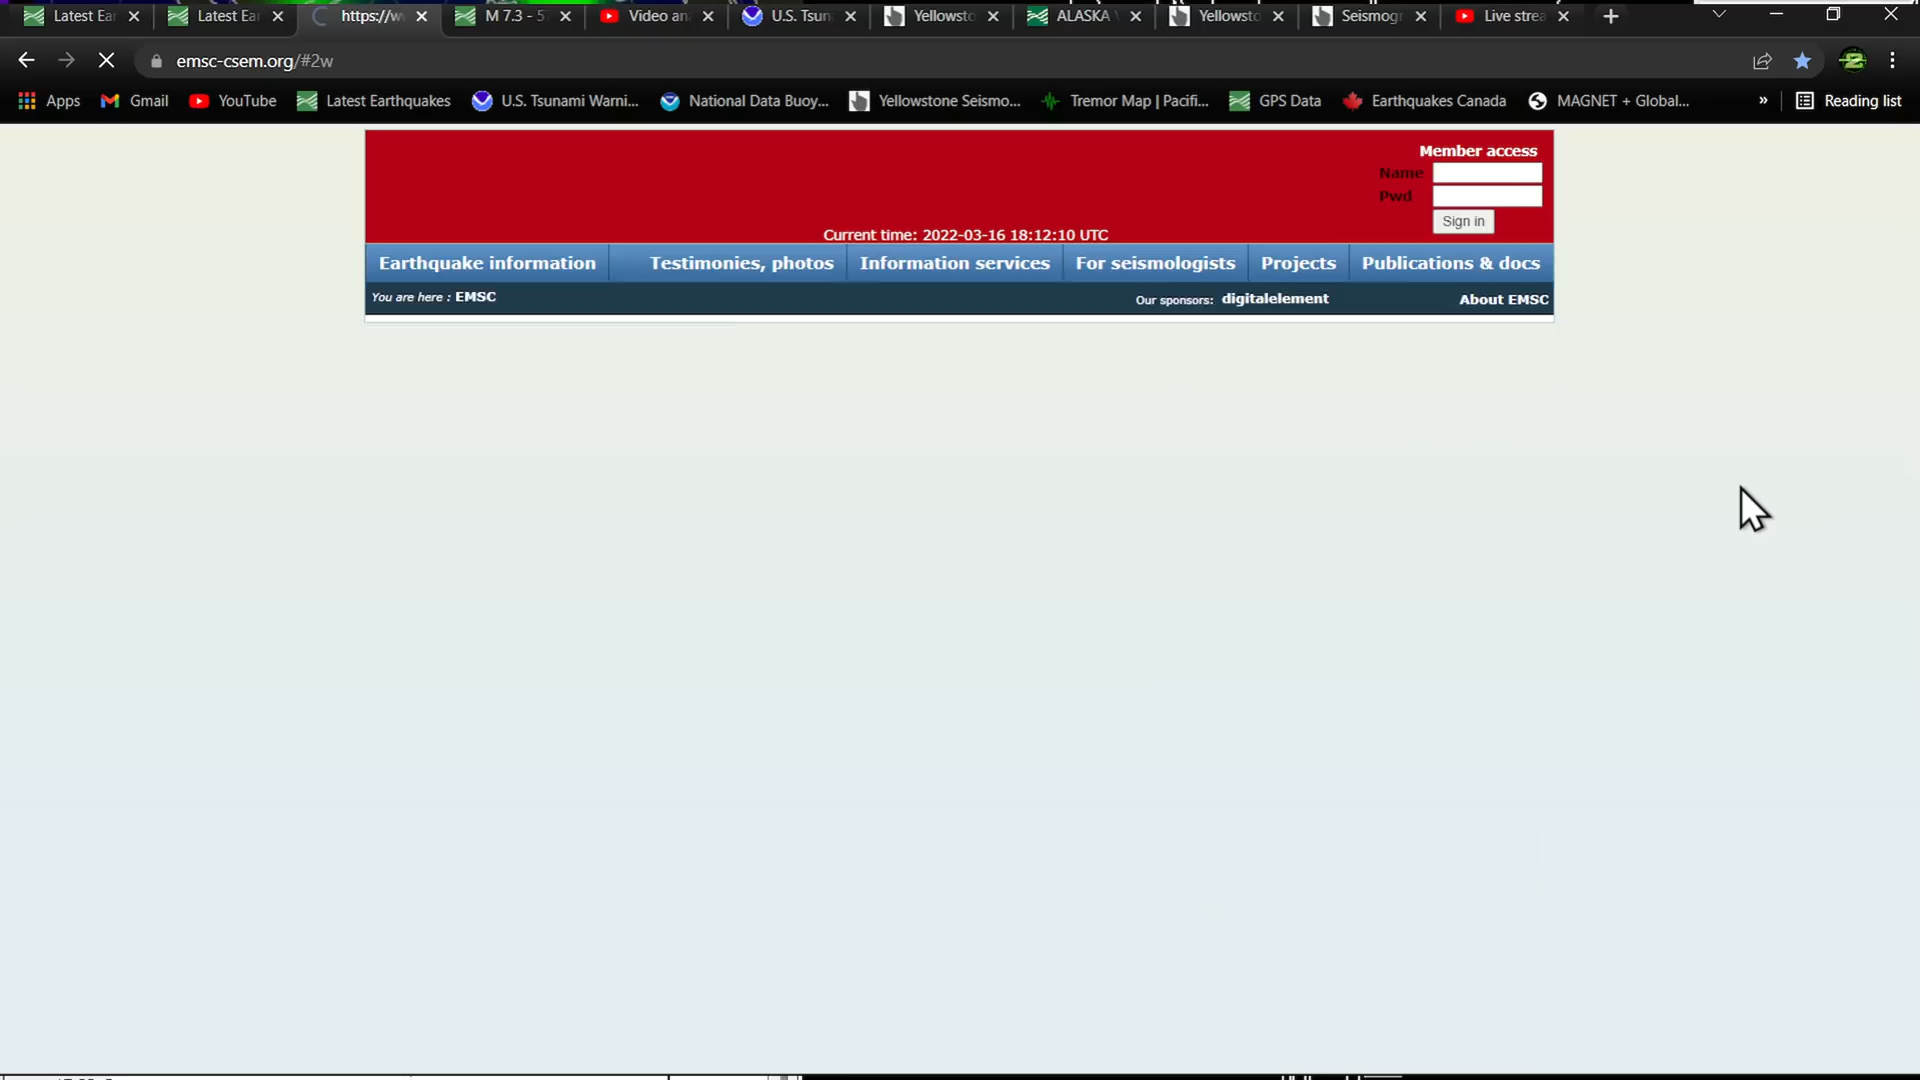 Latest Ear Latest Ear https://ww M 7.3 - 57 Video an U.S. Tsun Yellowsto ALASKA Yellowsto Seismogr Live strea
emsc-csem.org/#2w
Apps Gmail YouTube Latest Earthquakes U.S. Tsunami Warni... National Data Buoy... Yellowstone Seismo... Tremor Map | Pacifi... GPS Data Earthquakes Canada MAGNET + Global... » Reading list
Member access
Name
Pwd
Sign in
Current time: 2022-03-16 18:12:10 UTC
Earthquake information Testimonies, photos Information services For seismologists Projects Publications & docs
You are here : EMSC Our sponsors: digitalelement About EMSC